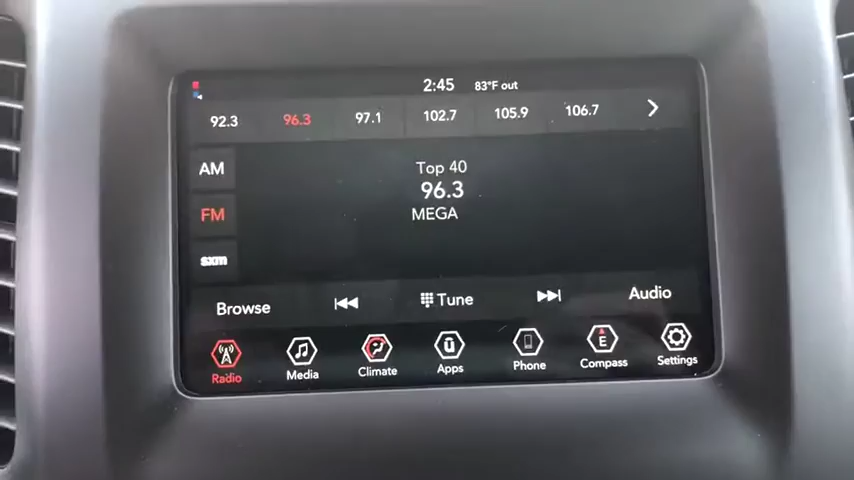 2:45 83°F out
92.3 96.3 97.1 102.7 105.9 106.7
AM
FM
sxm
Top 40
96.3
MEGA
Browse Tune Audio
Radio Media Climate Apps Phone Compass Settings
E